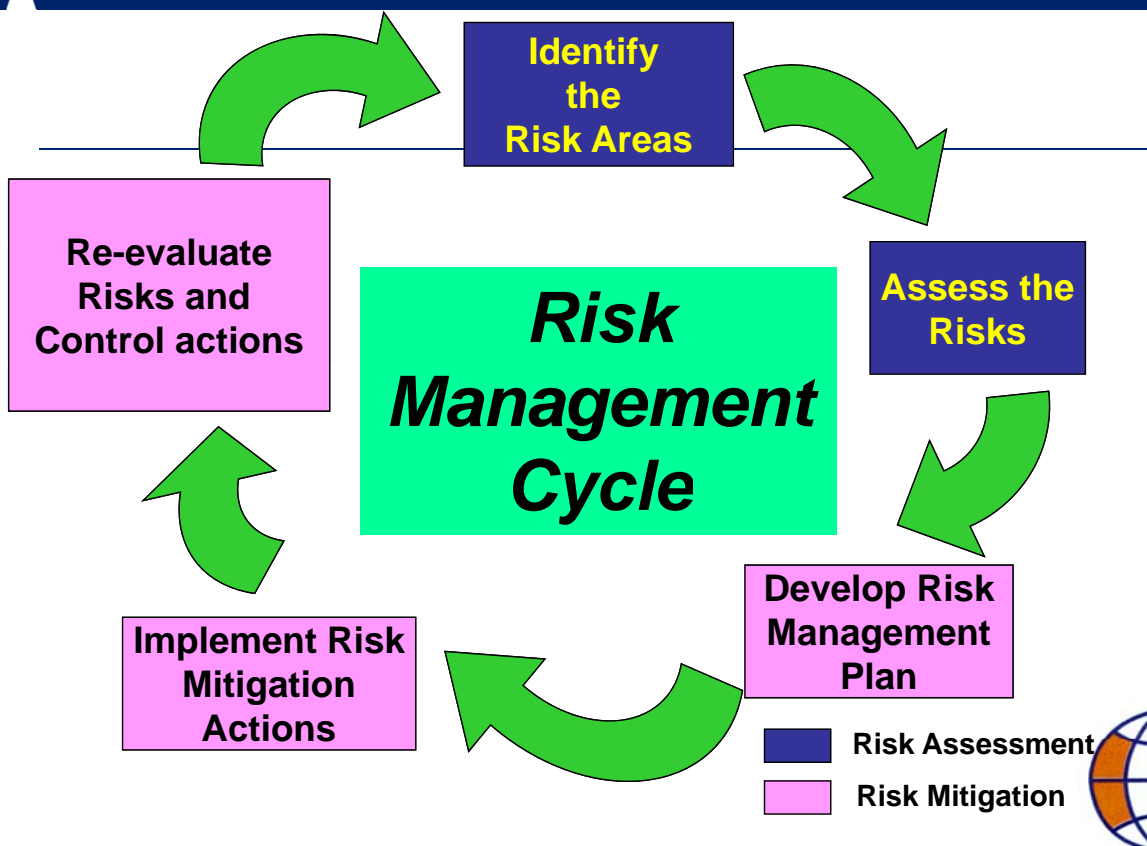 Identify
the
Risk Areas
Assess the
Risks
Develop Risk
Management
Plan
Implement Risk
Mitigation
Actions
Re-evaluate
Risks and
Control actions
Risk
Management
Cycle
Risk Assessment
Risk Mitigation